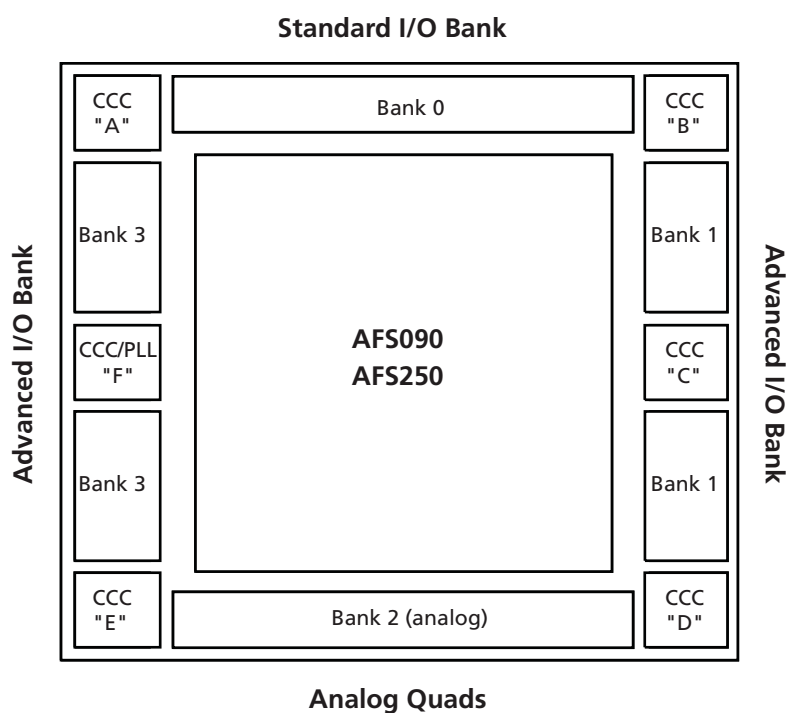 Standard I/O Bank
CCC
"A"
Bank 0
CCC
"B"
Advanced I/O Bank
Bank 3
Bank 1
Advanced I/O Bank
CCC/PLL
"F"
AFS090
AFS250
CCC
"C"
Bank 3
Bank 1
CCC
"E"
Bank 2 (analog)
CCC
"D"
Analog Quads